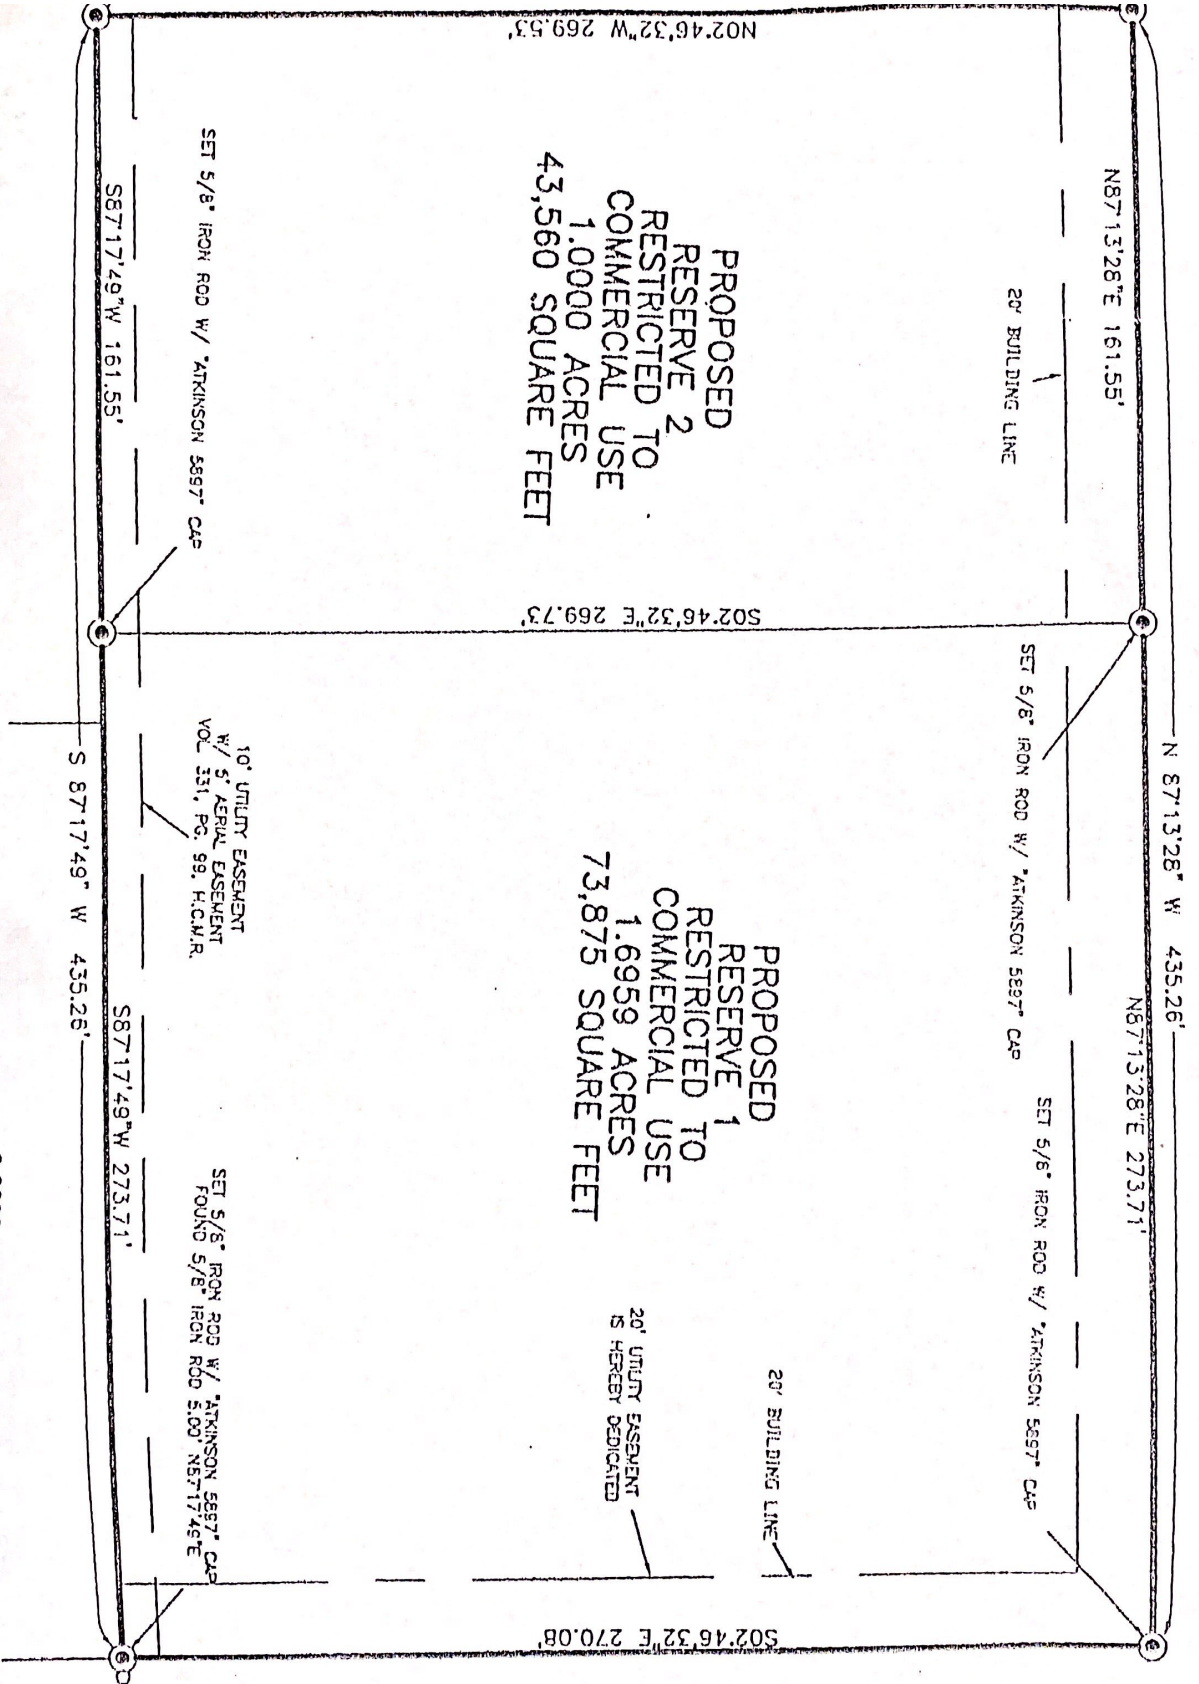 N02°46'32"W 269.53'
N87°13'28"E 161.55'
20' BUILDING LINE
PROPOSED
RESERVE 2
RESTRICTED TO
COMMERCIAL USE
1.0000 ACRES
43,560 SQUARE FEET
SET 5/8" IRON ROD W/ "ATKINSON 5897" CAP
S87°17'49"W 161.55'
S02°46'32"E 269.73'
N 87°13'28" W 435.26'
N87°13'28"E 273.71'
SET 5/8" IRON ROD W/ "ATKINSON 5897" CAP
SET 5/8" IRON ROD W/ "ATKINSON 5897" CAP
PROPOSED
RESERVE 1
RESTRICTED TO
COMMERCIAL USE
1.6959 ACRES
73,875 SQUARE FEET
20' BUILDING LINE
20' UTILITY EASEMENT
IS HEREBY DEDICATED
10' UTILITY EASEMENT
W/ 5' AERIAL EASEMENT
VOL 331, PG. 99, H.C.M.R.
SET 5/8" IRON ROD W/ "ATKINSON 5897" CAP
FOUND 5/8" IRON ROD 5.00' N87°17'49"E
S87°17'49"W 273.71'
S 87°17'49" W 435.26'
S02°46'32"E 270.08'